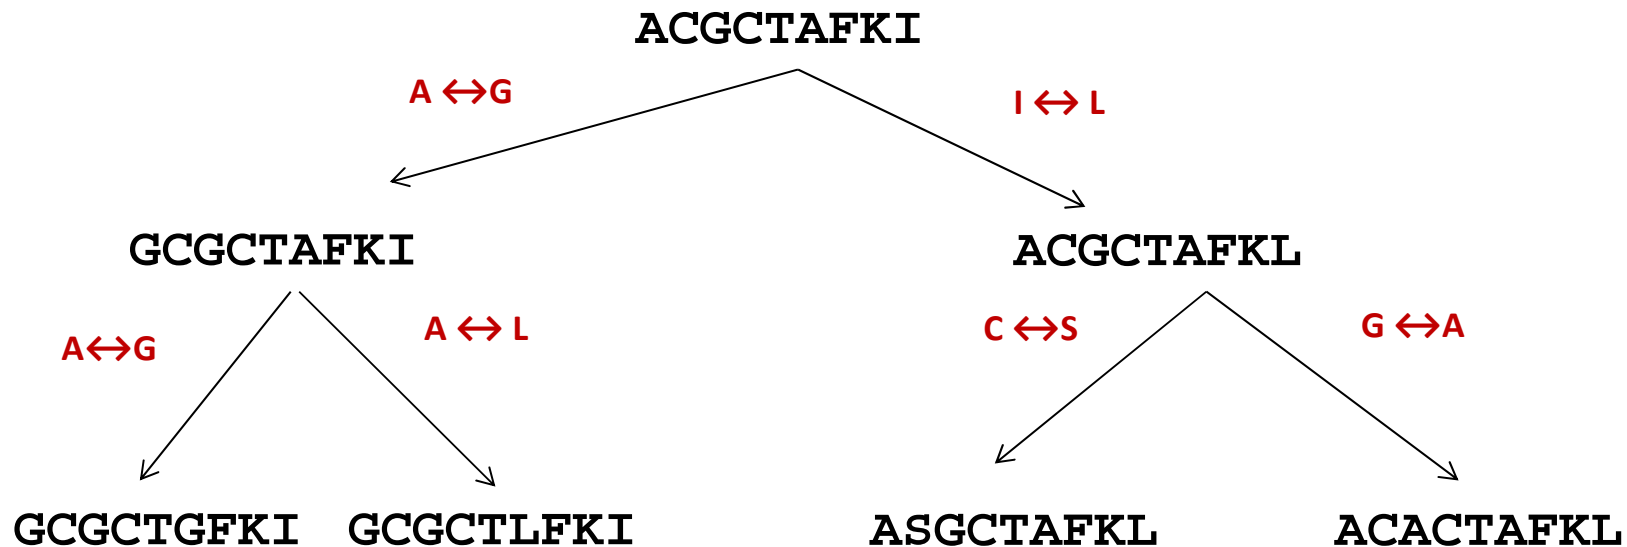 ACGCTAFKI
A ↔G
I ↔ L
GCGCTAFKI
ACGCTAFKL
A↔G
A ↔ L
C ↔S
G ↔A
GCGCTGFKI
GCGCTLFKI
ASGCTAFKL
ACACTAFKL